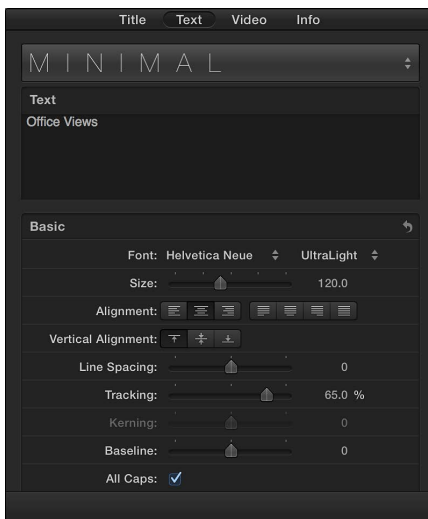 Title Text Video Info
MINIMAL
Text
Office Views
Basic
Font: Helvetica Neue UltraLight
Size: 120.0
Alignment:
Vertical Alignment:
Line Spacing: 0
Tracking: 65.0 %
Kerning: 0
Baseline: 0
All Caps: